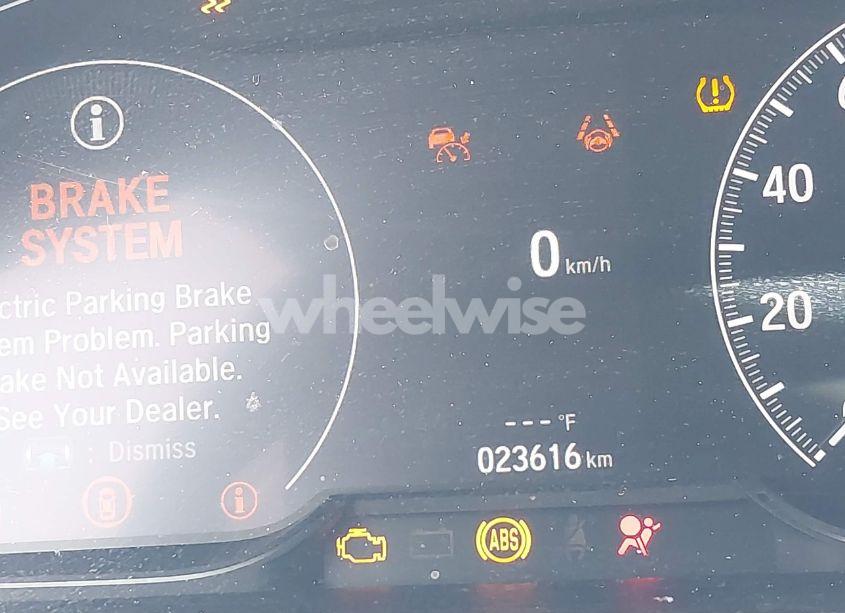 BRAKE
SYSTEM
ctric Parking Brake
em Problem. Parking
ake Not Available.
See Your Dealer.
: Dismiss
0 km/h
wheelwise
---°F
023616 km
ABS
40
20